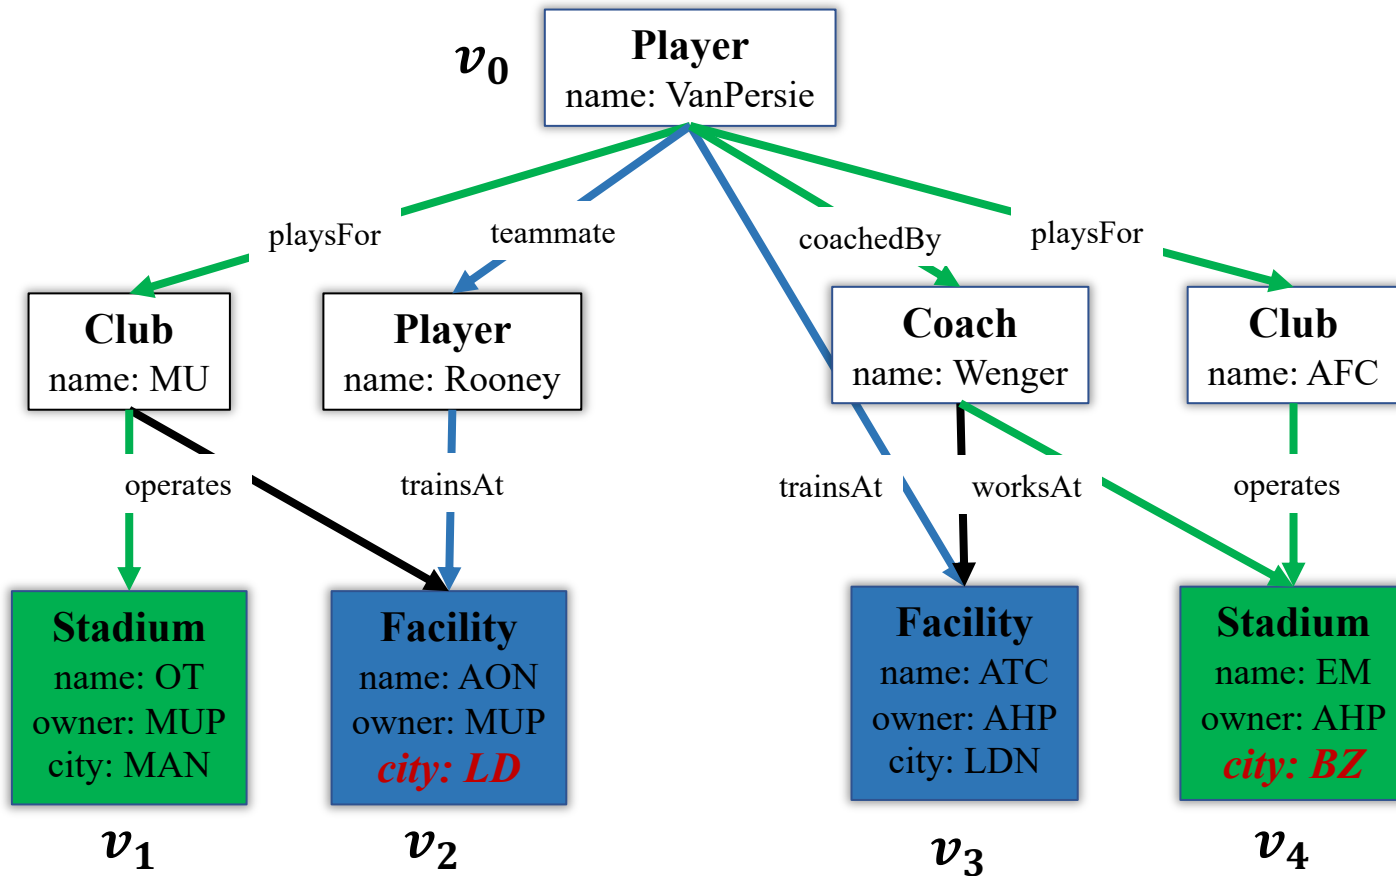 v0
Player
name: VanPersie
playsFor
teammate
coachedBy
playsFor
Club
name: MU
Player
name: Rooney
Coach
name: Wenger
Club
name: AFC
operates
trainsAt
trainsAt
worksAt
operates
Stadium
name: OT
owner: MUP
city: MAN
Facility
name: AON
owner: MUP
city: LD
Facility
name: ATC
owner: AHP
city: LDN
Stadium
name: EM
owner: AHP
city: BZ
v1
v2
v3
v4